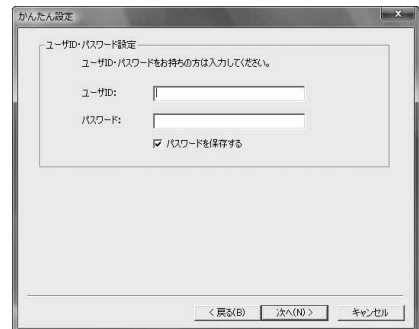 かんたん設定
ユーザID・パスワード設定
ユーザID・パスワードをお持ちの方は入力してください。
ユーザID:
パスワード:
パスワードを保存する
< 戻る(B)
次へ(N) >
キャンセル